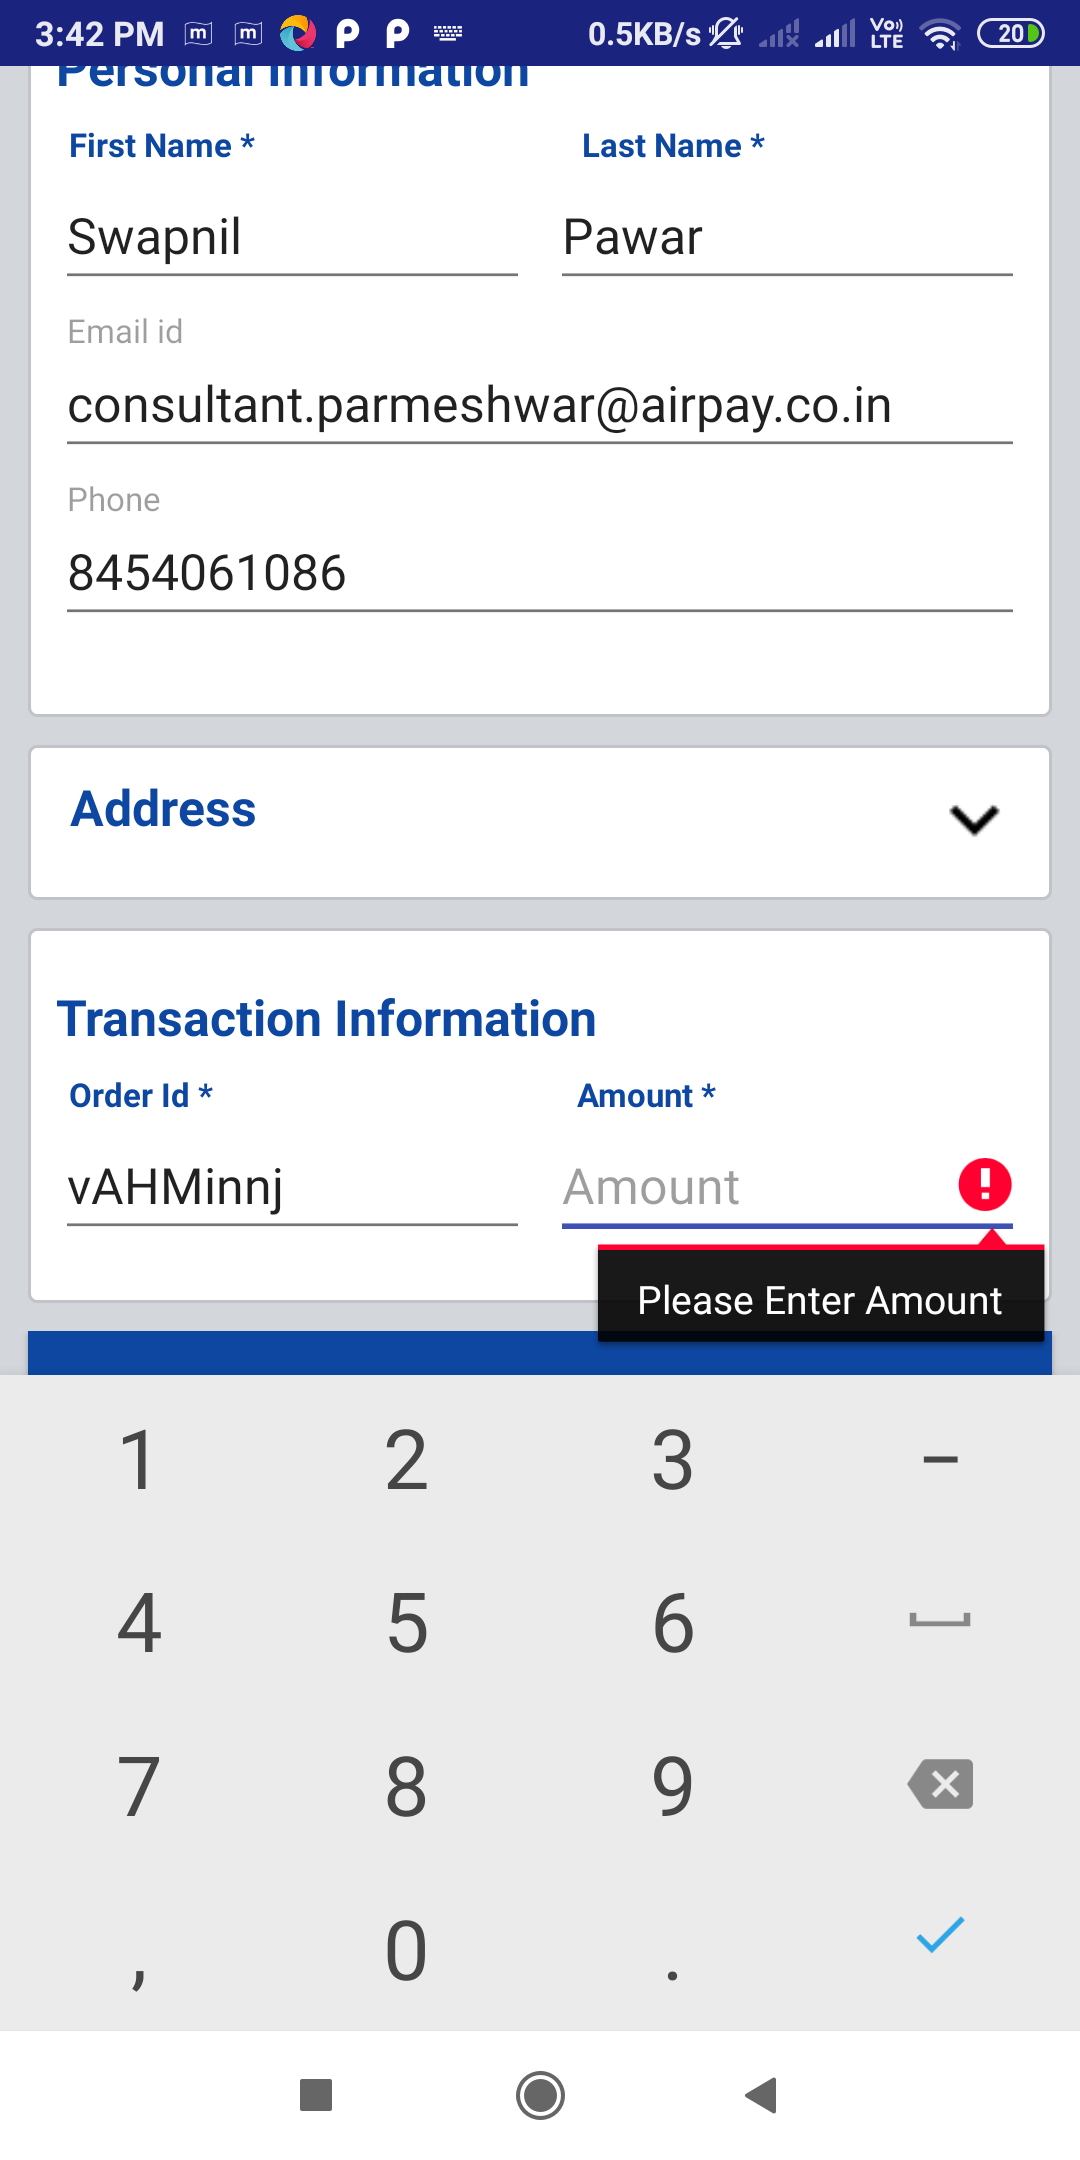 3:42 PM m m P P 0.5KB/s Vo)) LTE 20
Personal Information
First Name * Last Name *
Swapnil Pawar
Email id
consultant.parmeshwar@airpay.co.in
Phone
8454061086
Address
Transaction Information
Order Id * Amount *
vAHMinnj Amount
Please Enter Amount
1 2 3 –
4 5 6
7 8 9
, 0 .